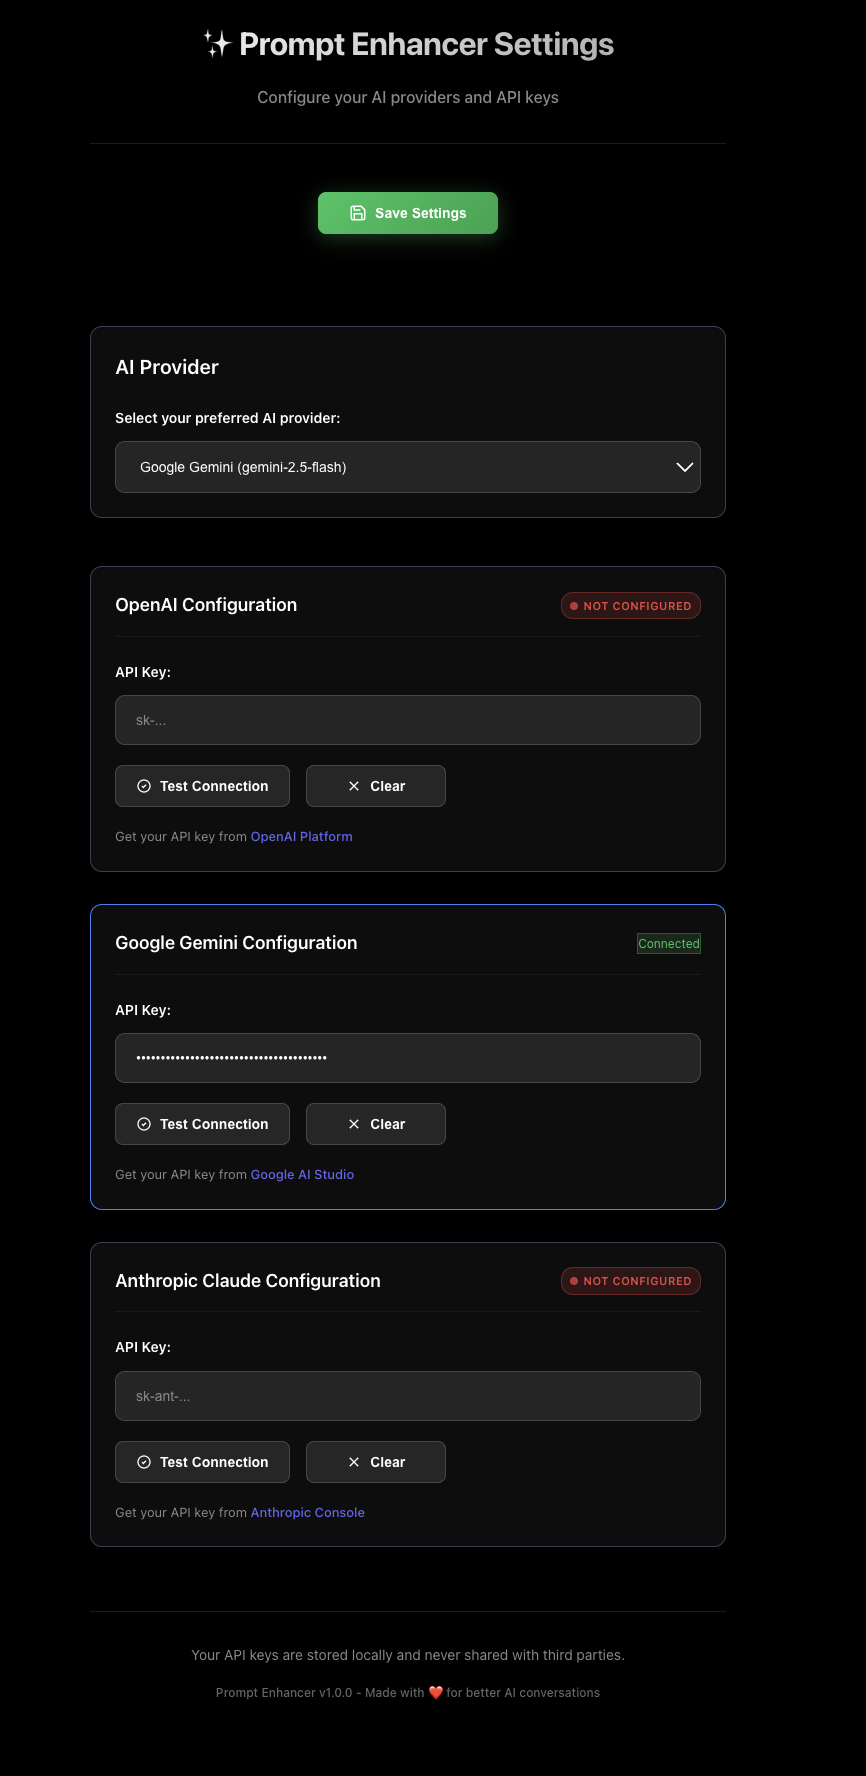 ✨ Prompt Enhancer Settings
Configure your AI providers and API keys
Save Settings
AI Provider
Select your preferred AI provider:
Google Gemini (gemini-2.5-flash)
OpenAI Configuration
NOT CONFIGURED
API Key:
sk-...
Test Connection
Clear
Get your API key from OpenAI Platform
Google Gemini Configuration
Connected
API Key:
•••••••••••••••••••••••••••••••••••••••
Test Connection
Clear
Get your API key from Google AI Studio
Anthropic Claude Configuration
NOT CONFIGURED
API Key:
sk-ant-...
Test Connection
Clear
Get your API key from Anthropic Console
Your API keys are stored locally and never shared with third parties.
Prompt Enhancer v1.0.0 - Made with ❤️ for better AI conversations